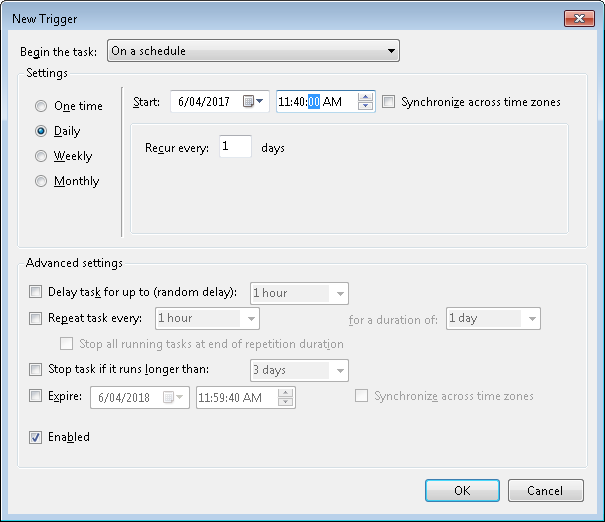 New Trigger
Begin the task: On a schedule
Settings
One time
Daily
Weekly
Monthly
Start: 6/04/2017 11:40:00 AM Synchronize across time zones
Recur every: 1 days
Advanced settings
Delay task for up to (random delay): 1 hour
Repeat task every: 1 hour for a duration of: 1 day
Stop all running tasks at end of repetition duration
Stop task if it runs longer than: 3 days
Expire: 6/04/2018 11:59:40 AM Synchronize across time zones
Enabled
OK Cancel